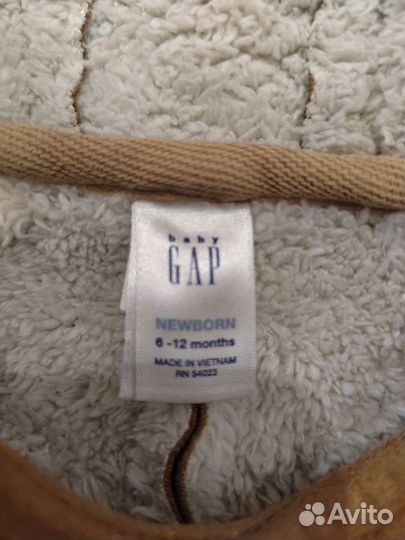 baby
GAP
NEWBORN
6 -12 months
MADE IN VIETNAM
RN 54023
Avito